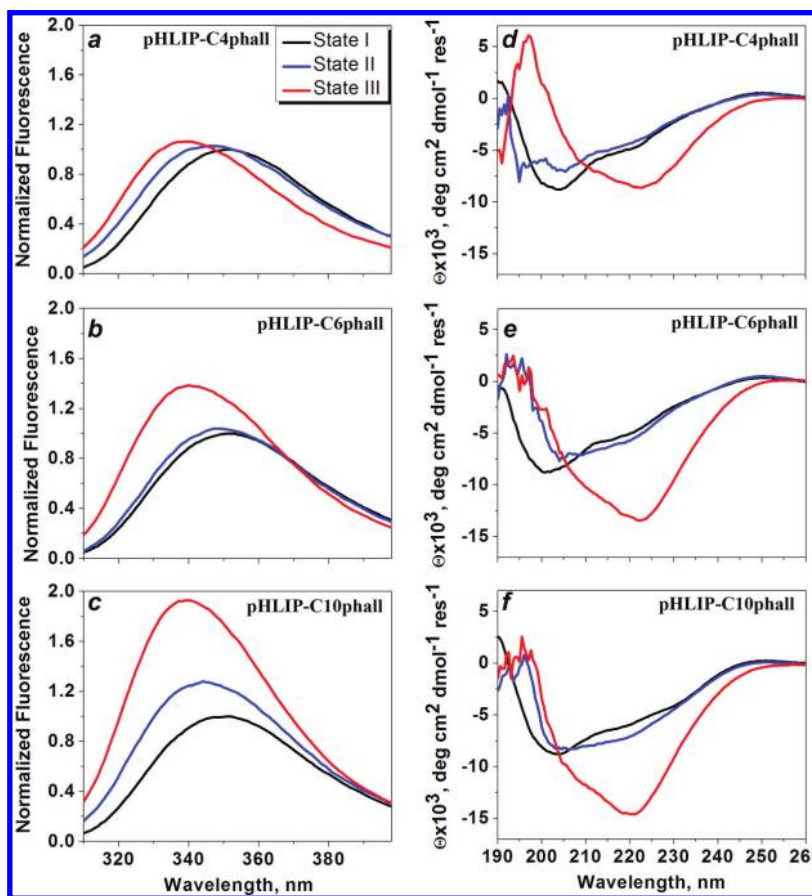 a
pHLIP-C4phall
State I
State II
State III
Normalized Fluorescence
2.0
1.6
1.2
0.8
0.4
0.0
d
pHLIP-C4phall
Θx10³, deg cm² dmol⁻¹ res⁻¹
5
0
-5
-10
-15
b
pHLIP-C6phall
Normalized Fluorescence
2.0
1.6
1.2
0.8
0.4
0.0
e
pHLIP-C6phall
Θx10³, deg cm² dmol⁻¹ res⁻¹
5
0
-5
-10
-15
c
pHLIP-C10phall
Normalized Fluorescence
2.0
1.6
1.2
0.8
0.4
0.0
320 340 360 380
Wavelength, nm
f
pHLIP-C10phall
Θx10³, deg cm² dmol⁻¹ res⁻¹
5
0
-5
-10
-15
190 200 210 220 230 240 250 26
Wavelength, nm